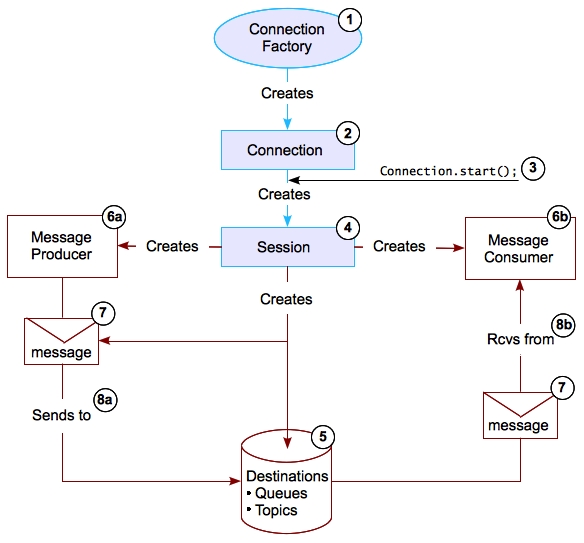 1
Connection
Factory
Creates
2
Connection
Connection.start();
3
Creates
6a
Message
Producer
Creates
4
Session
Creates
6b
Message
Consumer
Creates
7
message
8b
Rcvs from
8a
Sends to
7
message
5
Destinations
• Queues
• Topics